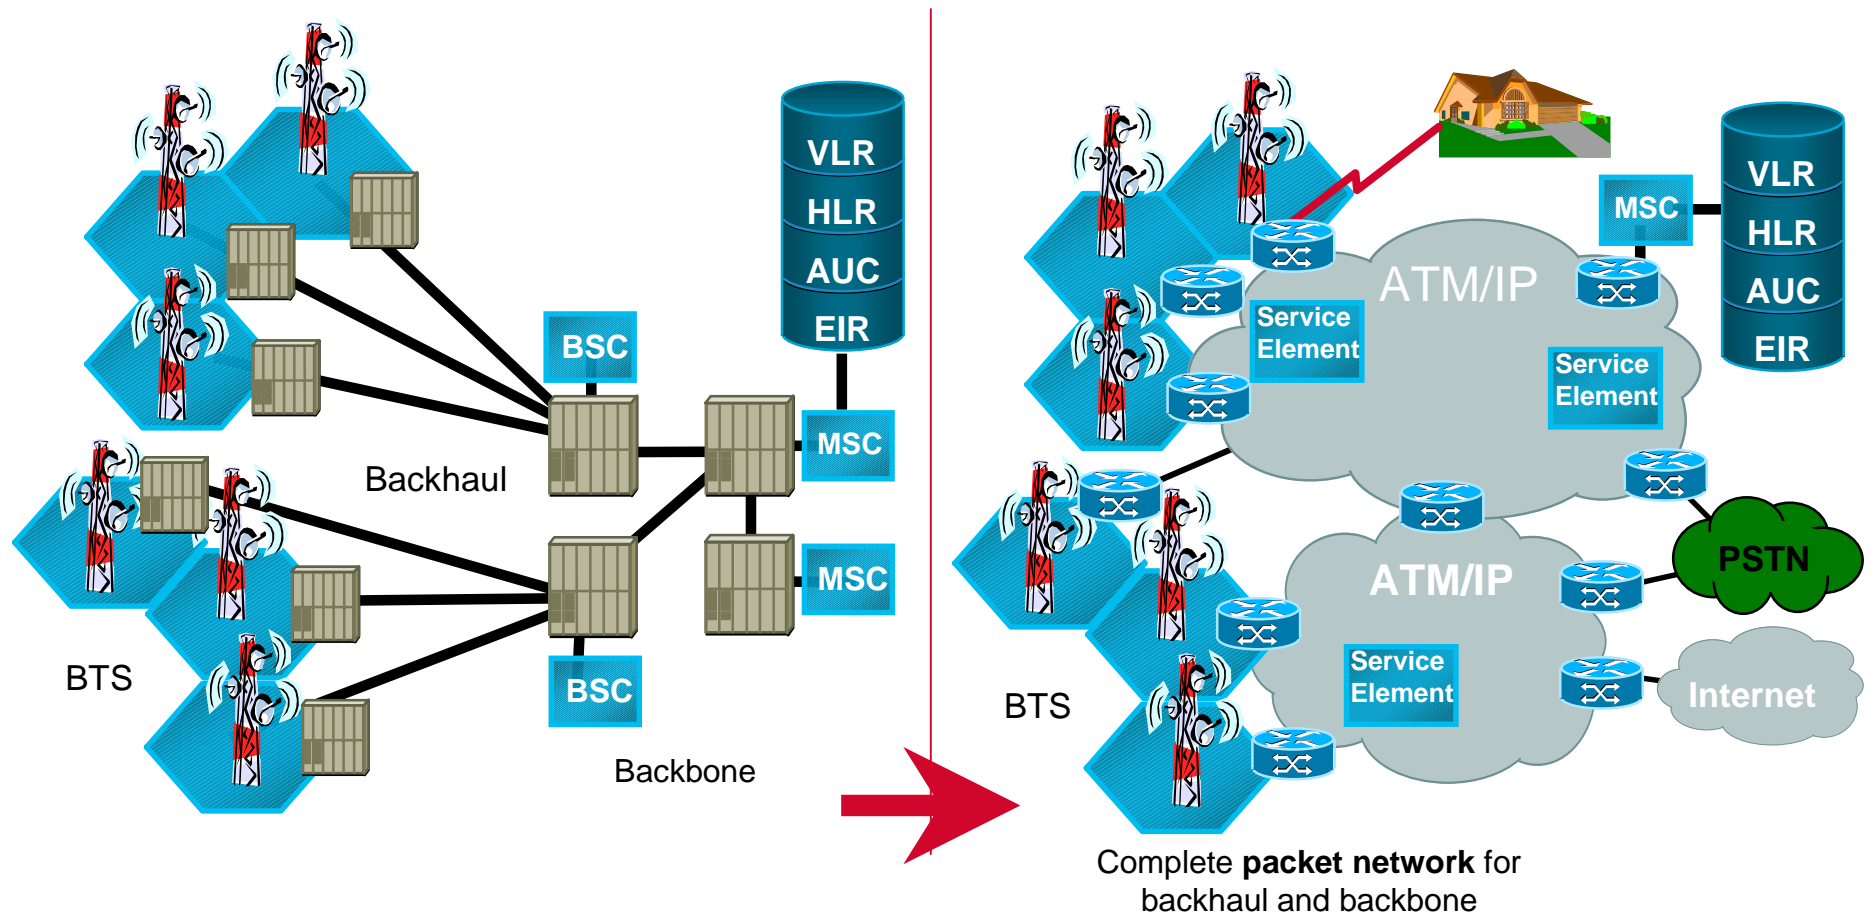 VLR
HLR
AUC
EIR
BSC
MSC
Backhaul
MSC
BTS
BSC
Backbone
VLR
HLR
AUC
EIR
MSC
ATM/IP
Service
Element
Service
Element
PSTN
ATM/IP
Service
Element
Internet
BTS
Complete packet network for
backhaul and backbone